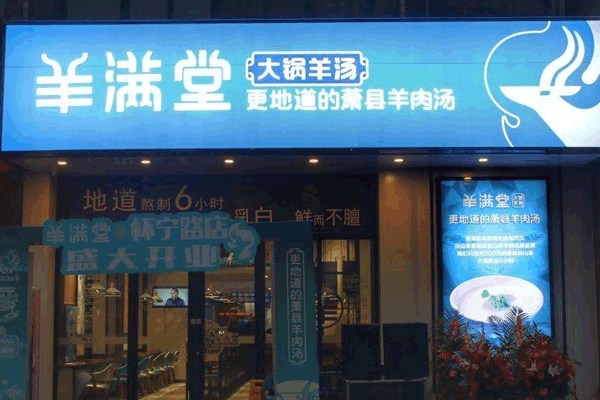 羊满堂
大锅羊汤
更地道的萧县羊肉汤
地道熬制6小时
乳白 鲜而不膻
羊满堂 怀宁路店
盛大开业
更地道的萧县羊肉汤
羊满堂
更地道的萧县羊肉汤